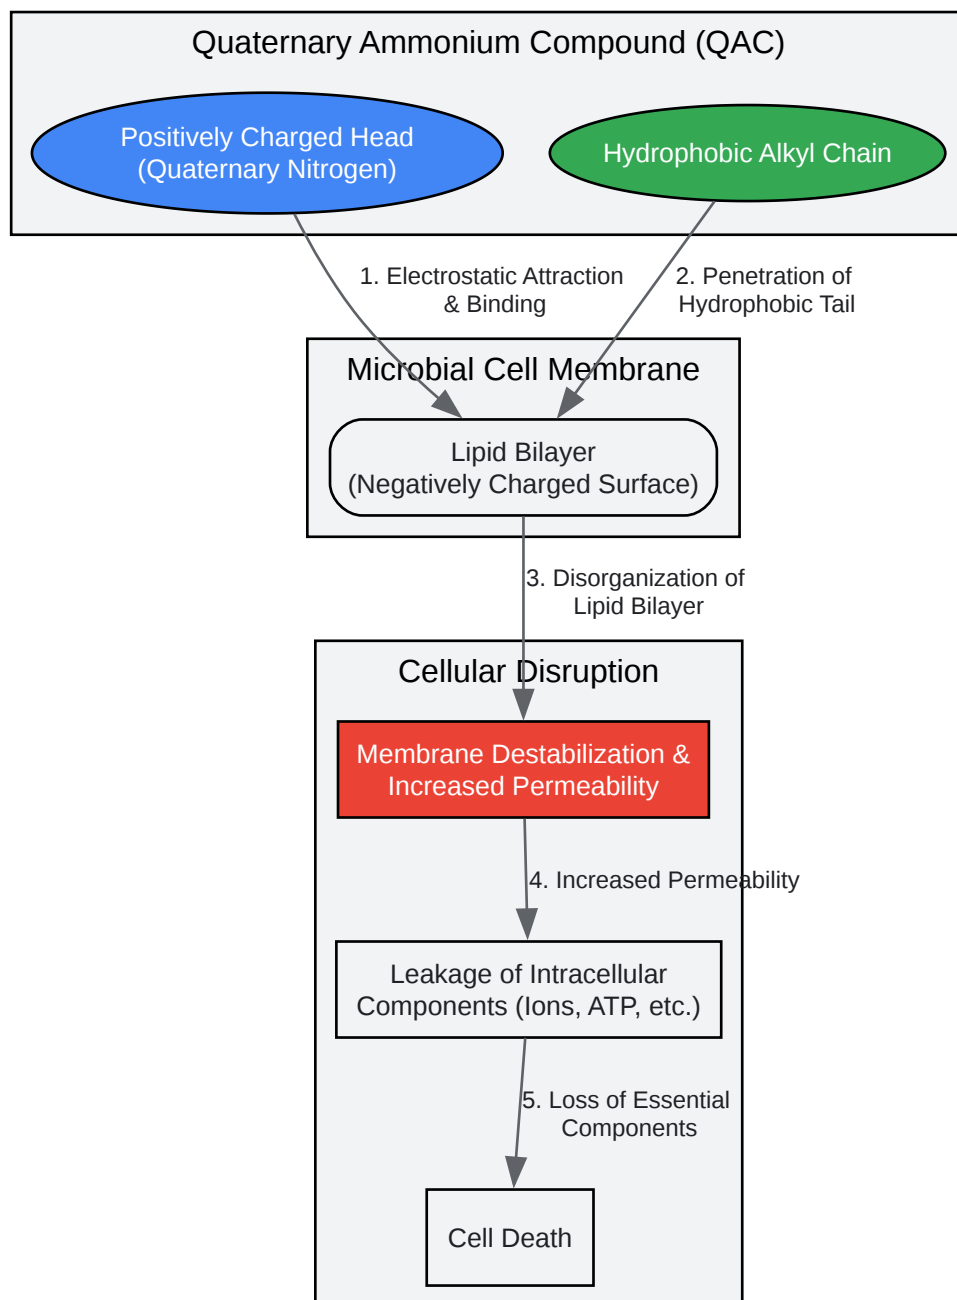 Quaternary Ammonium Compound (QAC)
Positively Charged Head
(Quaternary Nitrogen)
Hydrophobic Alkyl Chain
1. Electrostatic Attraction
& Binding
2. Penetration of
Hydrophobic Tail
Microbial Cell Membrane
Lipid Bilayer
(Negatively Charged Surface)
3. Disorganization of
Lipid Bilayer
Cellular Disruption
Membrane Destabilization &
Increased Permeability
4. Increased Permeability
Leakage of Intracellular
Components (Ions, ATP, etc.)
5. Loss of Essential
Components
Cell Death